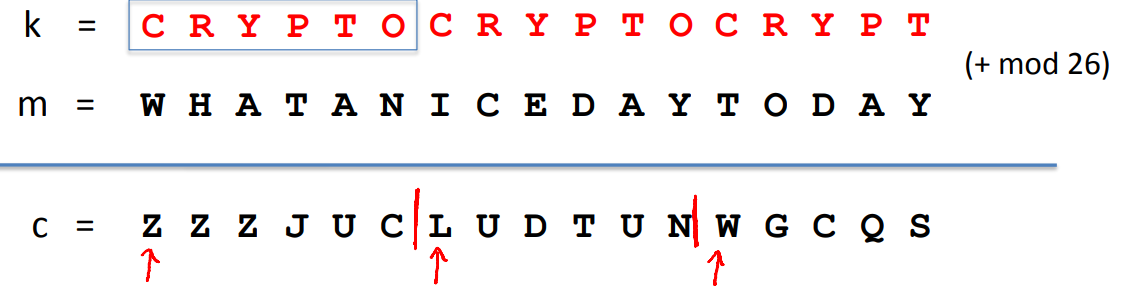 k = C R Y P T O C R Y P T O C R Y P T
(+ mod 26)
m = W H A T A N I C E D A Y T O D A Y
c = Z Z Z J U C L U D T U N W G C Q S